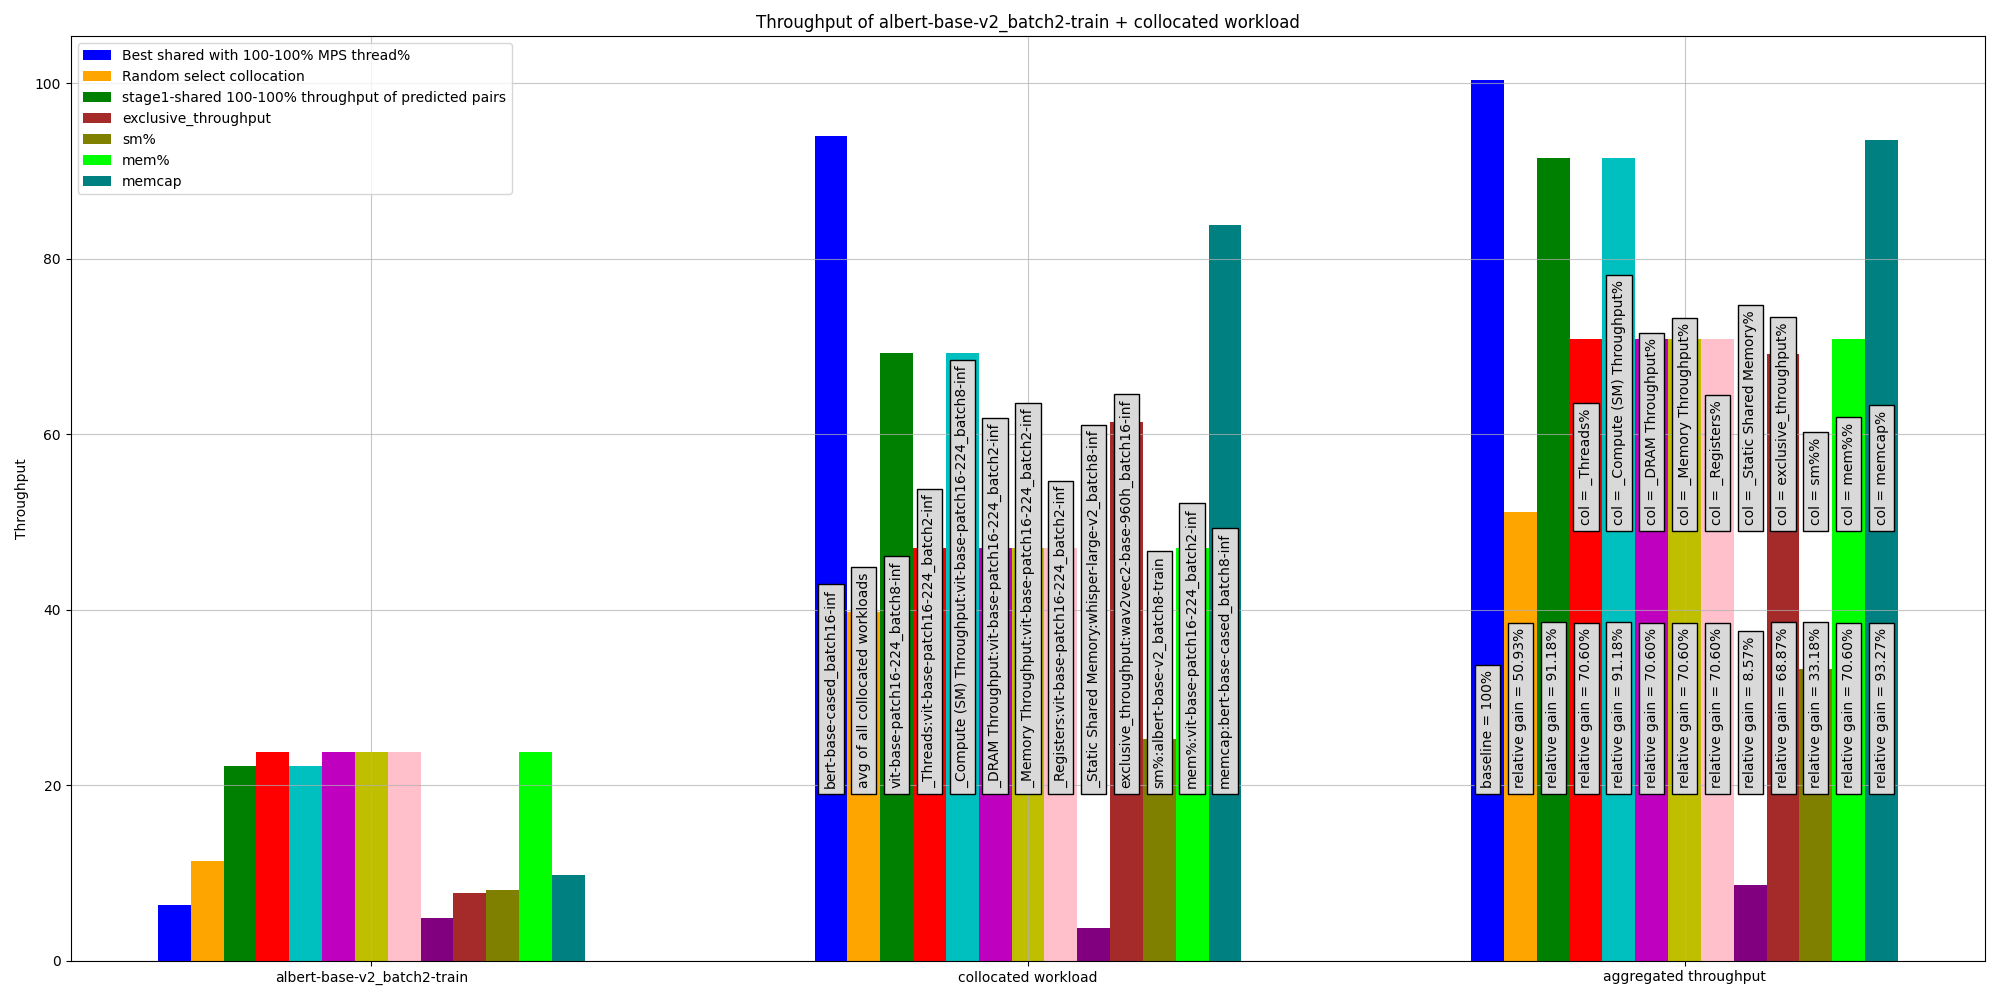 Throughput of albert-base-v2_batch2-train + collocated workload
Best shared with 100-100% MPS thread%
Random select collocation
stage1-shared 100-100% throughput of predicted pairs
exclusive_throughput
sm%
mem%
memcap
Throughput
100
80
60
40
20
0
bert-base-cased_batch16-inf
avg of all collocated workloads
vit-base-patch16-224_batch8-inf
_Threads:vit-base-patch16-224_batch2-inf
_Compute (SM) Throughput:vit-base-patch16-224_batch8-inf
_DRAM Throughput:vit-base-patch16-224_batch2-inf
_Memory Throughput:vit-base-patch16-224_batch2-inf
_Registers:vit-base-patch16-224_batch2-inf
_Static Shared Memory:whisper-large-v2_batch8-inf
exclusive_throughput:wav2vec2-base-960h_batch16-inf
sm%:albert-base-v2_batch8-train
mem%:vit-base-patch16-224_batch2-inf
memcap:bert-base-cased_batch8-inf
col = _Threads%
col = _Compute (SM) Throughput%
col = _DRAM Throughput%
col = _Memory Throughput%
col = _Registers%
col = _Static Shared Memory%
col = exclusive_throughput%
col = sm%%
col = mem%%
col = memcap%
baseline = 100%
relative gain = 50.93%
relative gain = 91.18%
relative gain = 70.60%
relative gain = 91.18%
relative gain = 70.60%
relative gain = 70.60%
relative gain = 70.60%
relative gain = 8.57%
relative gain = 68.87%
relative gain = 33.18%
relative gain = 70.60%
relative gain = 93.27%
albert-base-v2_batch2-train
collocated workload
aggregated throughput